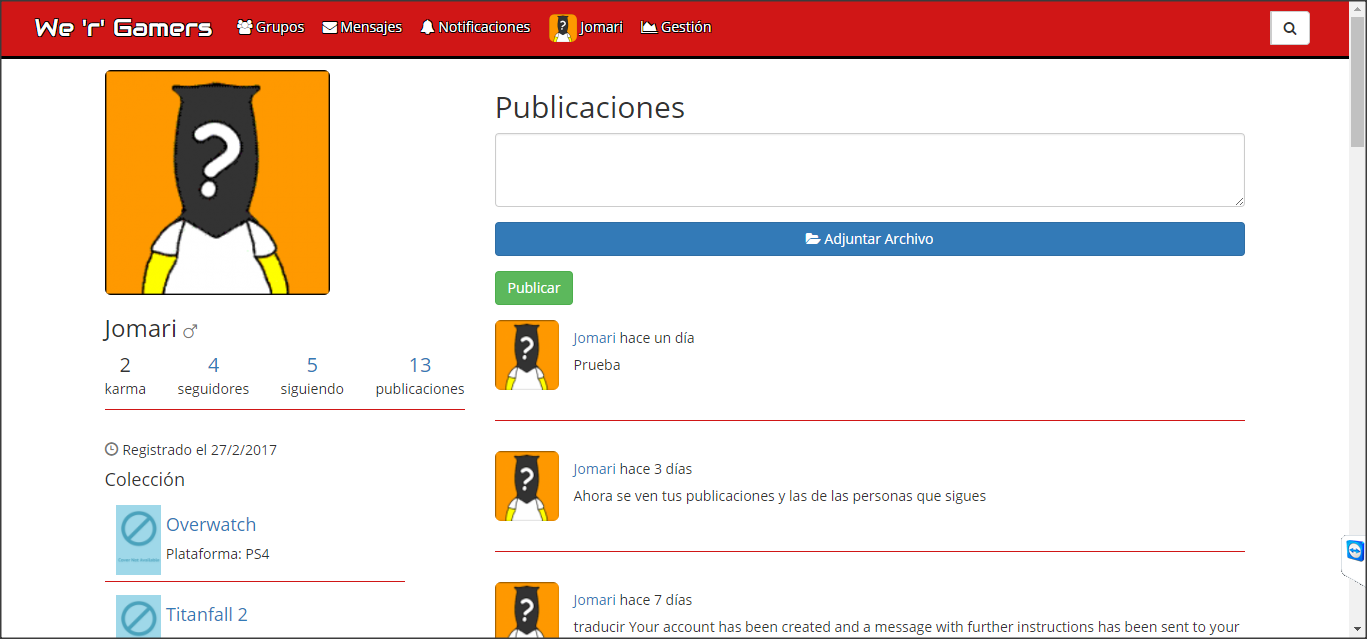 We 'r' Gamers Grupos Mensajes Notificaciones Jomari Gestión
Jomari
2 4 5 13
karma seguidores siguiendo publicaciones
Registrado el 27/2/2017
Colección
Overwatch
Plataforma: PS4
Titanfall 2
Publicaciones
Adjuntar Archivo
Publicar
Jomari hace un día
Prueba
Jomari hace 3 días
Ahora se ven tus publicaciones y las de las personas que sigues
Jomari hace 7 días
traducir Your account has been created and a message with further instructions has been sent to your